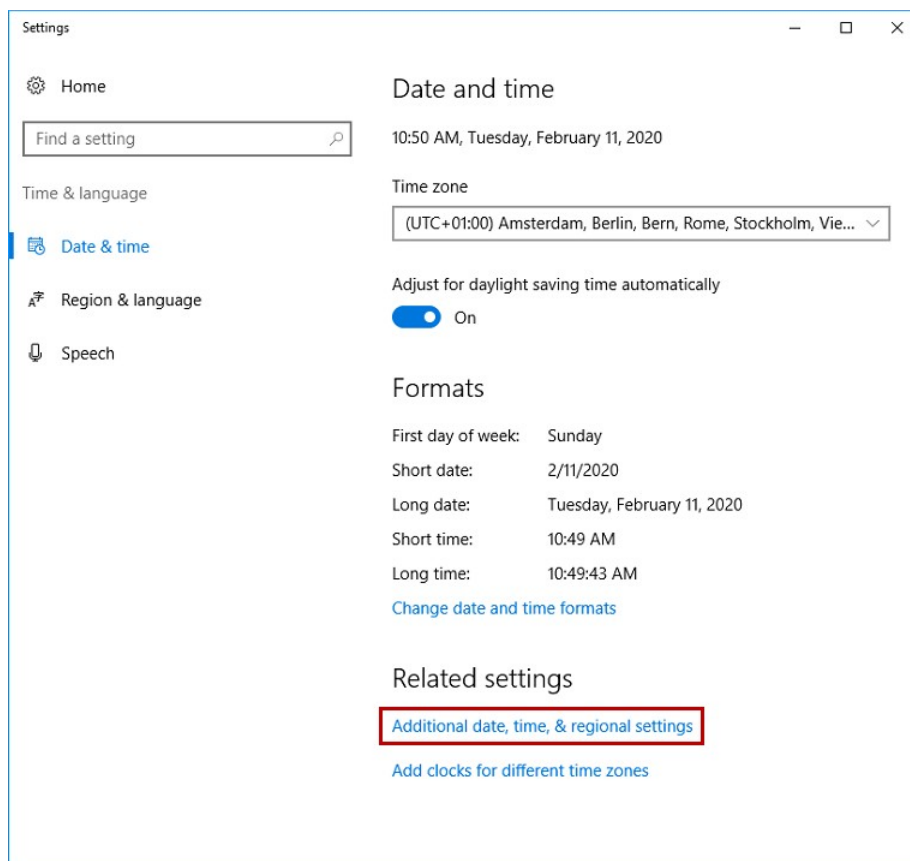 Settings
Home
Find a setting
Time & language
Date & time
Region & language
Speech
Date and time
10:50 AM, Tuesday, February 11, 2020
Time zone
(UTC+01:00) Amsterdam, Berlin, Bern, Rome, Stockholm, Vie...
Adjust for daylight saving time automatically
On
Formats
First day of week: Sunday
Short date: 2/11/2020
Long date: Tuesday, February 11, 2020
Short time: 10:49 AM
Long time: 10:49:43 AM
Change date and time formats
Related settings
Additional date, time, & regional settings
Add clocks for different time zones